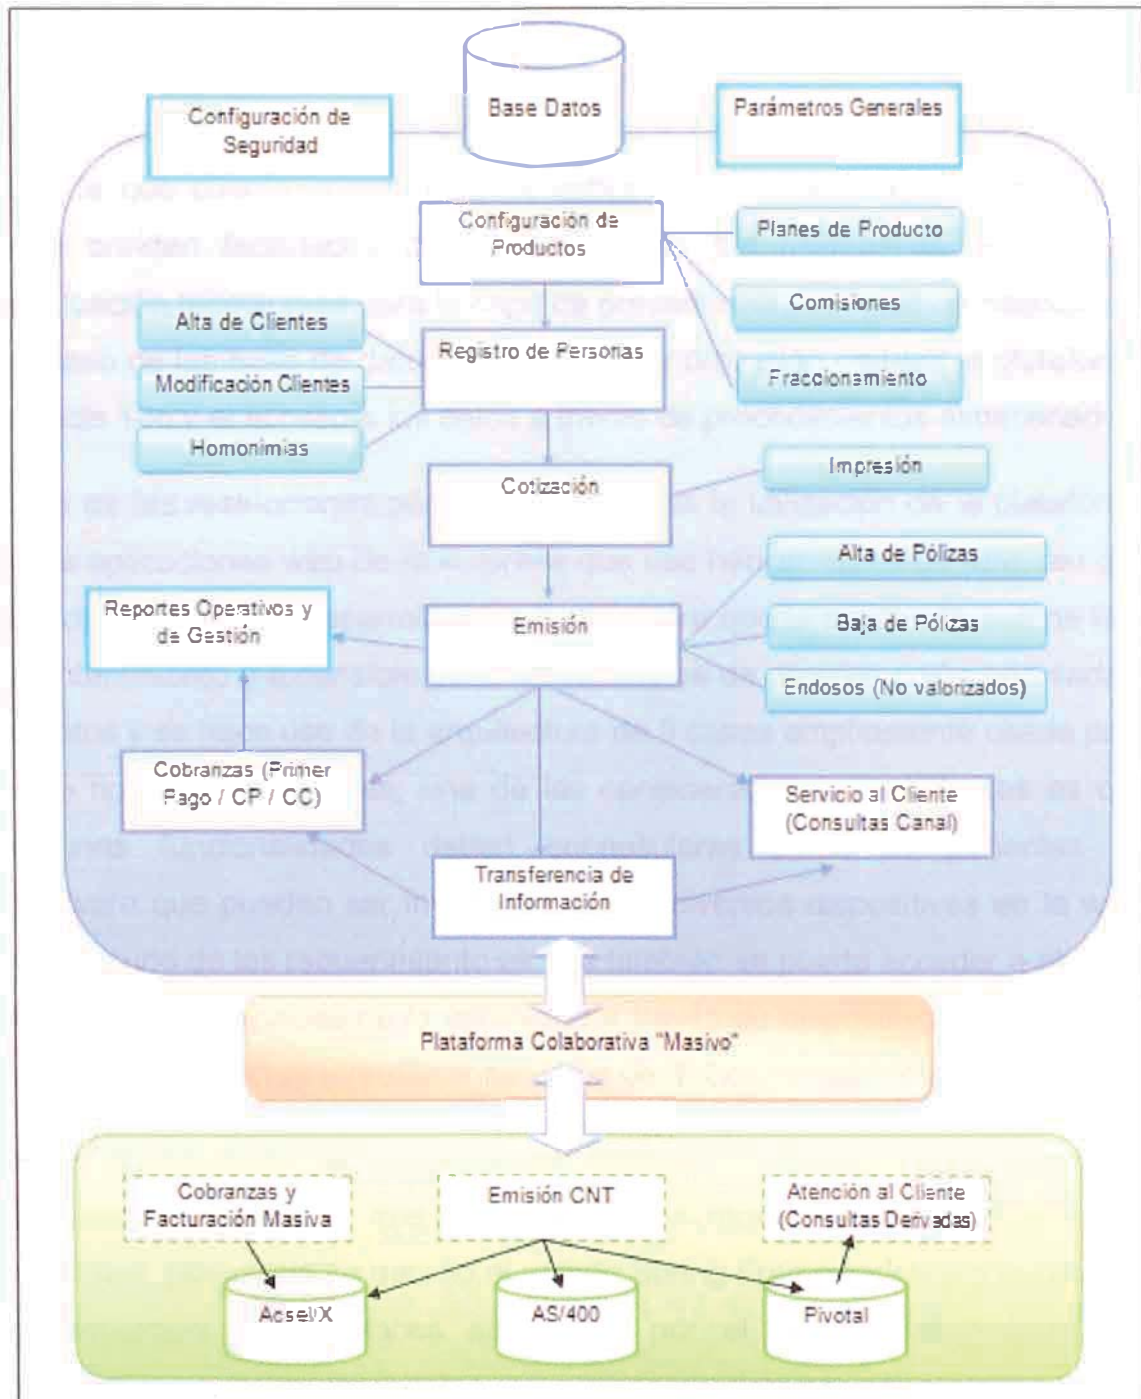 Base Datos
Configuración de
Seguridad
Parámetros Generales
Configuración de
Productos
Planes de Producto
Comisiones
Fraccionamiento
Alta de Clientes
Modificación Clientes
Homonimias
Registro de Personas
Cotización
Impresión
Alta de Pólizas
Baja de Pólizas
Endosos (No valorizados)
Reportes Operativos y
de Gestión
Emisión
Cobranzas (Primer
Pago / CP / CC)
Servicio al Cliente
(Consultas Canal)
Transferencia de
Información
Plataforma Colaborativa "Masivo"
Cobranzas y
Facturación Masiva
Emisión CNT
Atención al Cliente
(Consultas Derivadas)
Acsel/X
AS/400
Pivotal